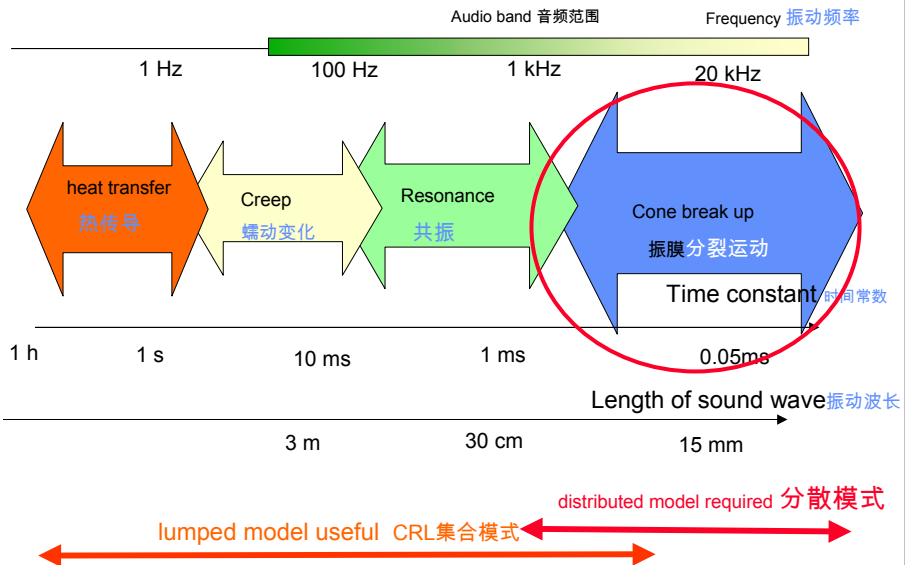 Audio band 音频范围
Frequency 振动频率
1 Hz
100 Hz
1 kHz
20 kHz
heat transfer
热传导
Creep
蠕动变化
Resonance
共振
Cone break up
振膜分裂运动
Time constant 时间常数
1 h
1 s
10 ms
1 ms
0.05ms
Length of sound wave振动波长
3 m
30 cm
15 mm
distributed model required 分散模式
lumped model useful CRL集合模式